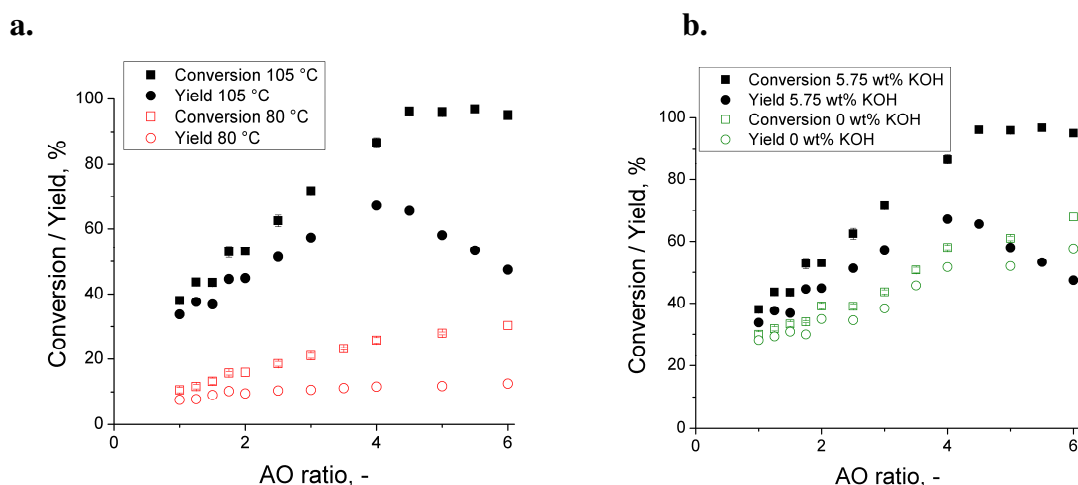 a.
Conversion 105 °C
Yield 105 °C
Conversion 80 °C
Yield 80 °C
100
80
60
40
20
0
0
2
4
6
Conversion / Yield, %
AO ratio, -
b.
Conversion 5.75 wt% KOH
Yield 5.75 wt% KOH
Conversion 0 wt% KOH
Yield 0 wt% KOH
100
80
60
40
20
0
0
2
4
6
Conversion / Yield, %
AO ratio, -